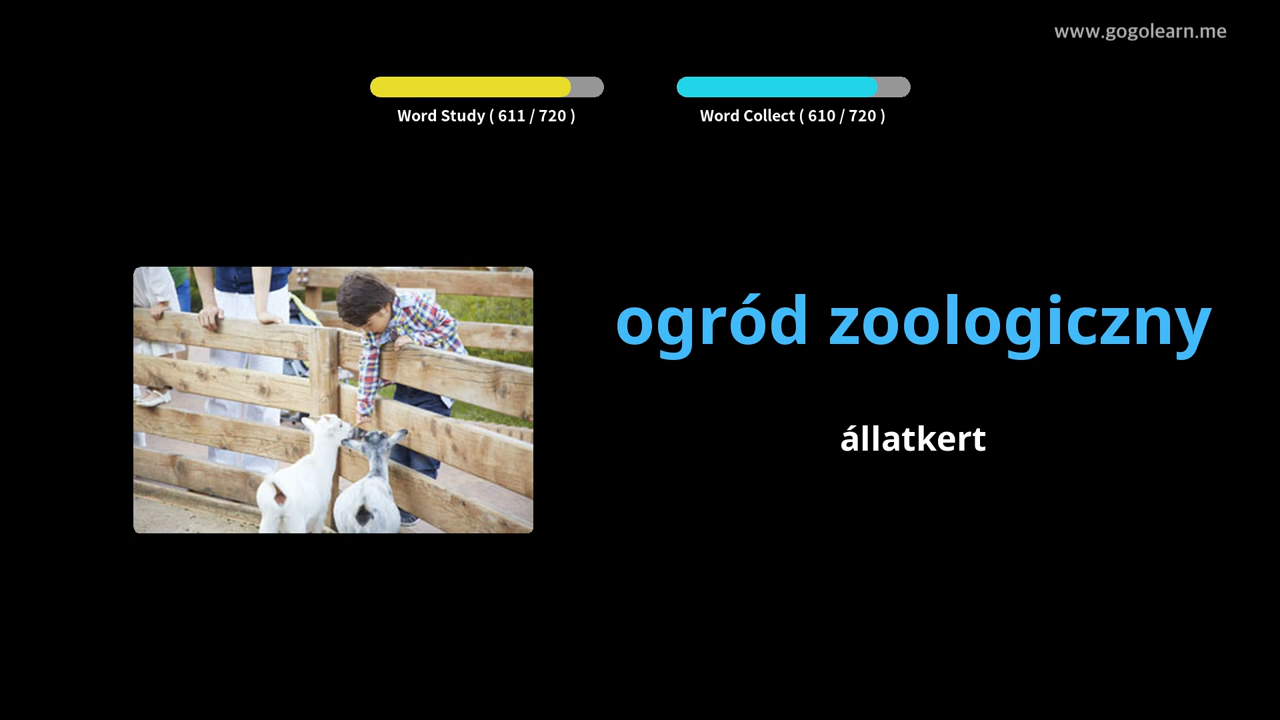 www.gogolearn.me
Word Study ( 611 / 720 )
Word Collect ( 610 / 720 )
ogród zoologiczny
állatkert